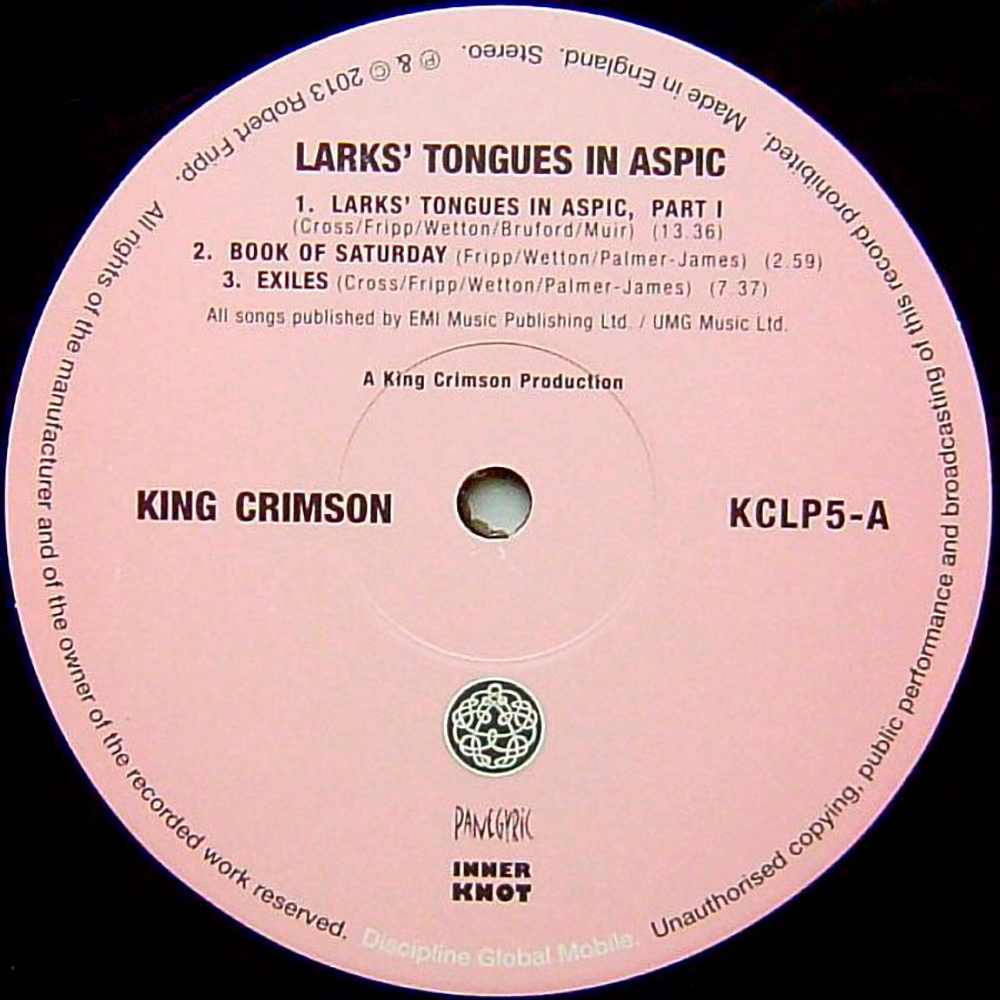 LARKS’ TONGUES IN ASPIC
1. LARKS’ TONGUES IN ASPIC, PART I
(Cross/Fripp/Wetton/Bruford/Muir) (13.36)
2. BOOK OF SATURDAY (Fripp/Wetton/Palmer-James) (2.59)
3. EXILES (Cross/Fripp/Wetton/Palmer-James) (7.37)
All songs published by EMI Music Publishing Ltd. / UMG Music Ltd.
A King Crimson Production
KING CRIMSON
KCLP5-A
PANEGYRIC
INNER
KNOT
All rights of the manufacturer and of the owner of the recorded work reserved. Discipline Global Mobile. Unauthorised copying, public performance and broadcasting of this record prohibited. Made in England. Stereo. ℗ & © 2013 Robert Fripp.